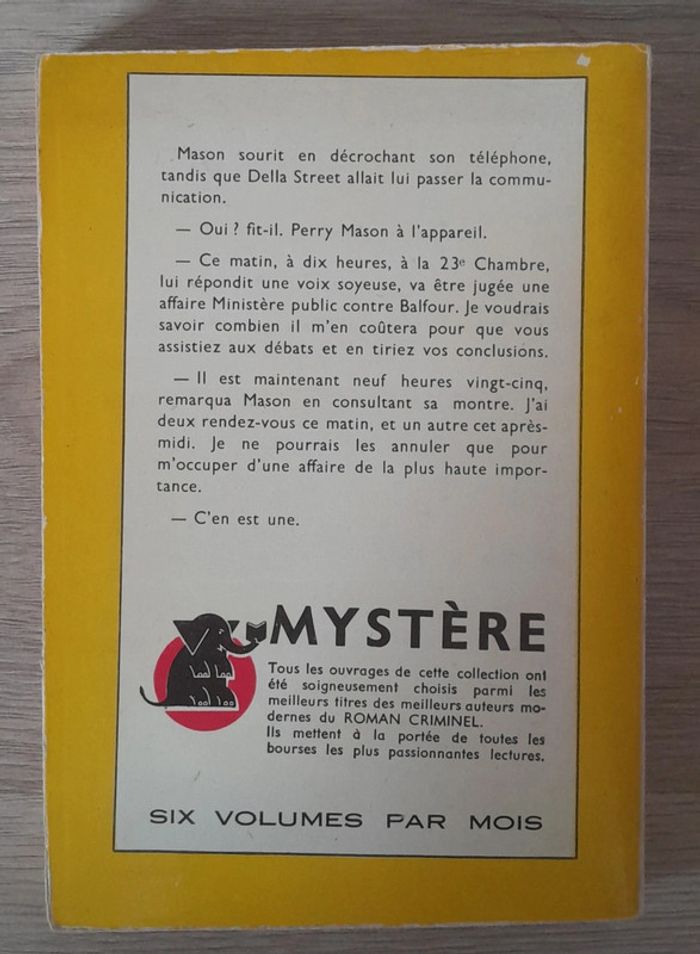 Mason sourit en décrochant son téléphone,
tandis que Della Street allait lui passer la commu-
nication.
— Oui ? fit-il. Perry Mason à l'appareil.
— Ce matin, à dix heures, à la 23e Chambre,
lui répondit une voix soyeuse, va être jugée une
affaire Ministère public contre Balfour. Je voudrais
savoir combien il m'en coûtera pour que vous
assistiez aux débats et en tiriez vos conclusions.
— Il est maintenant neuf heures vingt-cinq,
remarqua Mason en consultant sa montre. J'ai
deux rendez-vous ce matin, et un autre cet après-
midi. Je ne pourrais les annuler que pour
m'occuper d'une affaire de la plus haute impor-
tance.
— C'en est une.
MYSTÈRE
Tous les ouvrages de cette collection ont
été soigneusement choisis parmi les
meilleurs titres des meilleurs auteurs mo-
dernes du ROMAN CRIMINEL.
Ils mettent à la portée de toutes les
bourses les plus passionnantes lectures.
SIX VOLUMES PAR MOIS